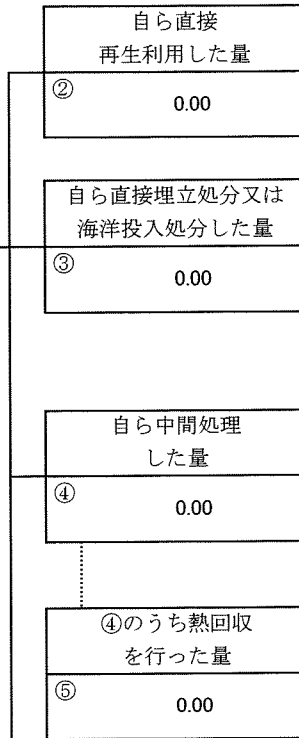 自ら直接
再生利用した量
② 0.00
自ら直接埋立処分又は
海洋投入処分した量
③ 0.00
自ら中間処理
した量
④ 0.00
④のうち熱回収
を行った量
⑤ 0.00